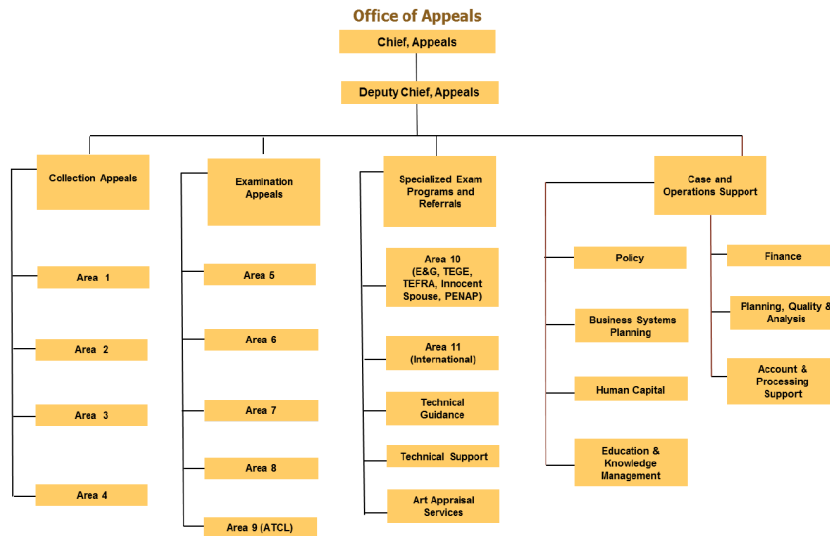 Office of Appeals
Chief, Appeals
Deputy Chief, Appeals
Collection Appeals
Area 1
Area 2
Area 3
Area 4
Examination
Appeals
Area 5
Area 6
Area 7
Area 8
Area 9 (ATCL)
Specialized Exam
Programs and
Referrals
Area 10
(E&G, TEGE,
TEFRA, Innocent
Spouse, PENAP)
Area 11
(International)
Technical
Guidance
Technical Support
Art Appraisal
Services
Case and
Operations Support
Policy
Business Systems
Planning
Human Capital
Education &
Knowledge
Management
Finance
Planning, Quality &
Analysis
Account &
Processing
Support